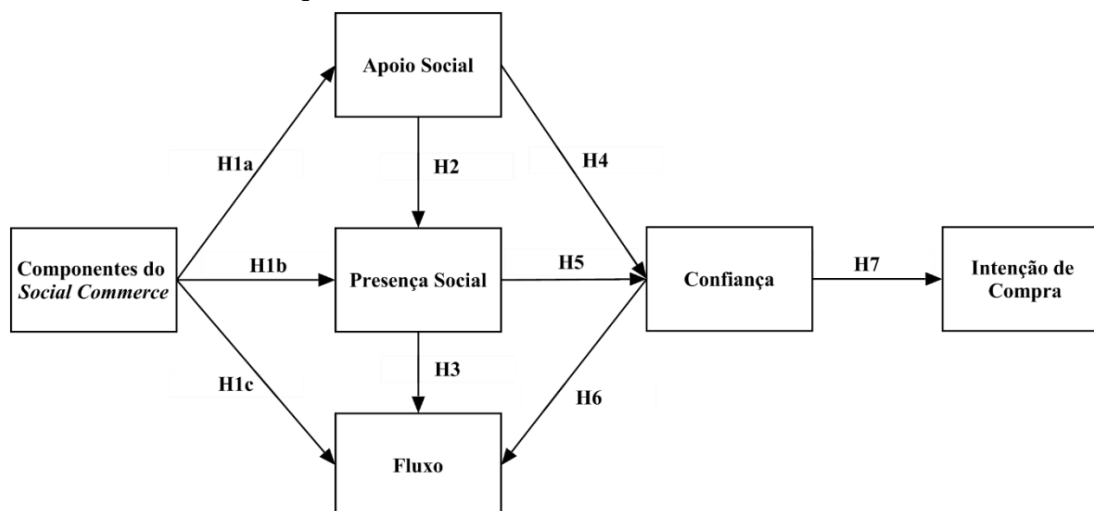 Apoio Social
H1a
H2
H4
Componentes do
Social Commerce
H1b
Presença Social
H5
Confiança
H7
Intenção de
Compra
H1c
H3
H6
Fluxo